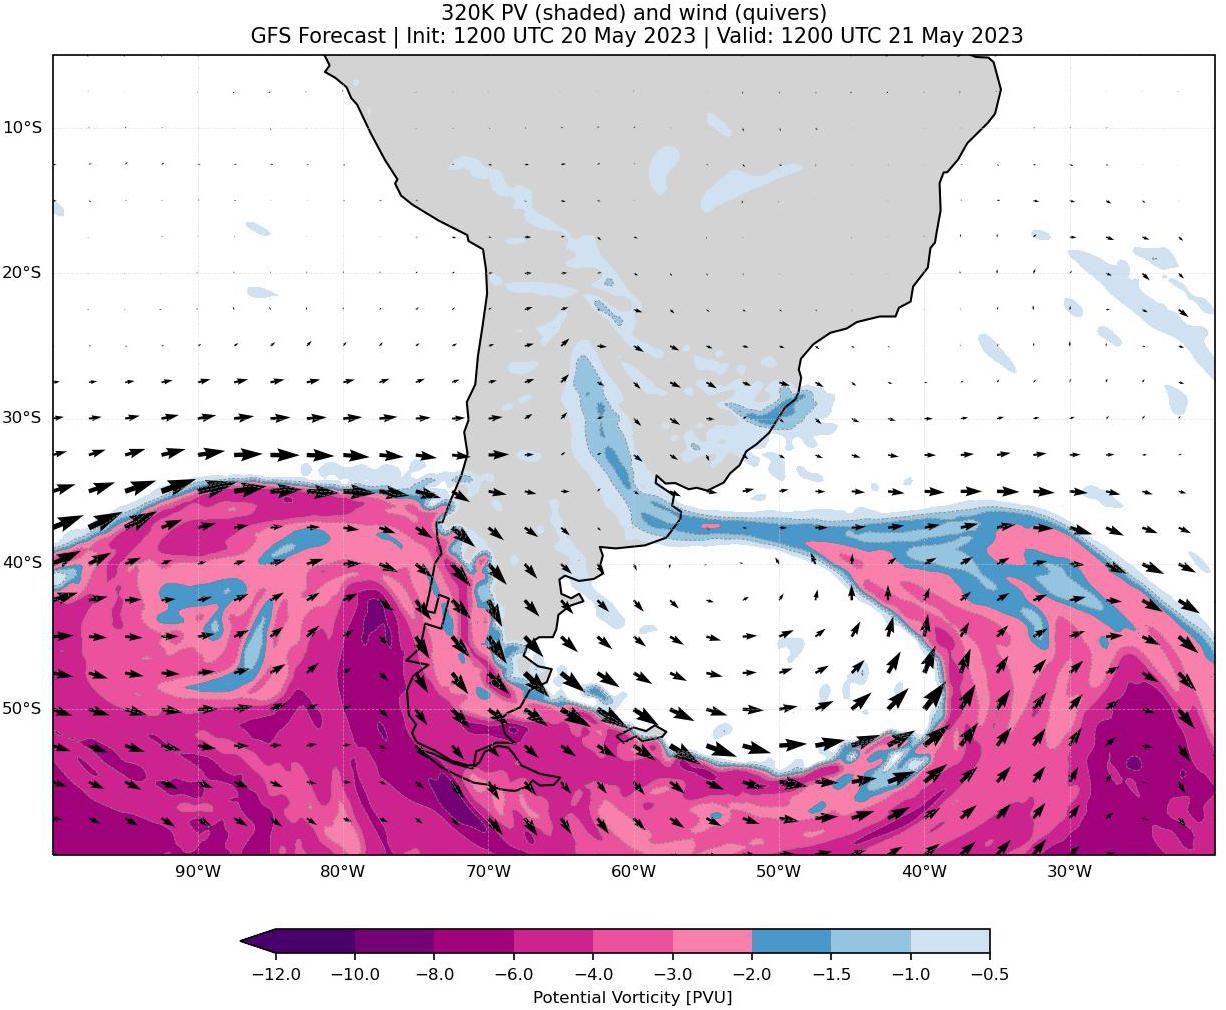 320K PV (shaded) and wind (quivers)
GFS Forecast | Init: 1200 UTC 20 May 2023 | Valid: 1200 UTC 21 May 2023
10°S
20°S
30°S
40°S
50°S
90°W
80°W
70°W
60°W
50°W
40°W
30°W
−12.0
−10.0
−8.0
−6.0
−4.0
−3.0
−2.0
−1.5
−1.0
−0.5
Potential Vorticity [PVU]